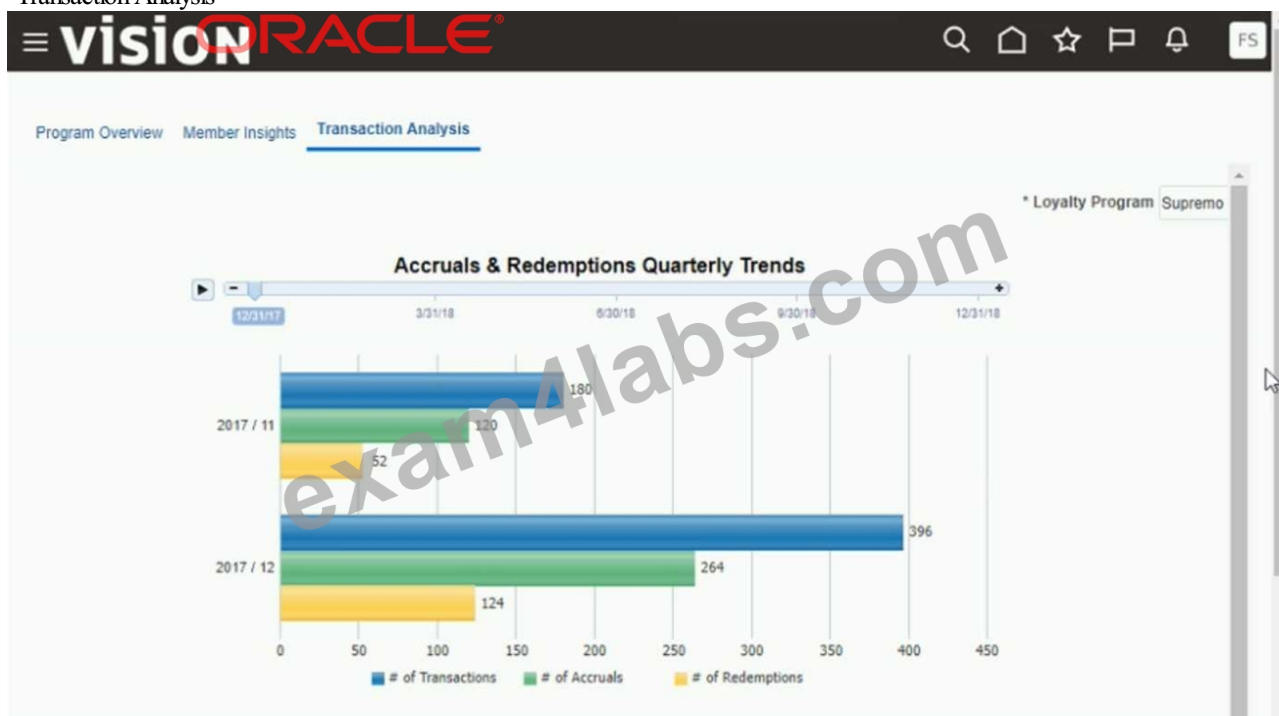 Transaction Analysis
vision
ORACLE®
FS
Program Overview Member Insights Transaction Analysis
* Loyalty Program Supremo
Accruals & Redemptions Quarterly Trends
12/31/17 3/31/18 6/30/18 9/30/18 12/31/18
exam4labs.com
180
2017 / 11 120
52
396
2017 / 12 264
124
0 50 100 150 200 250 300 350 400 450
# of Transactions # of Accruals # of Redemptions